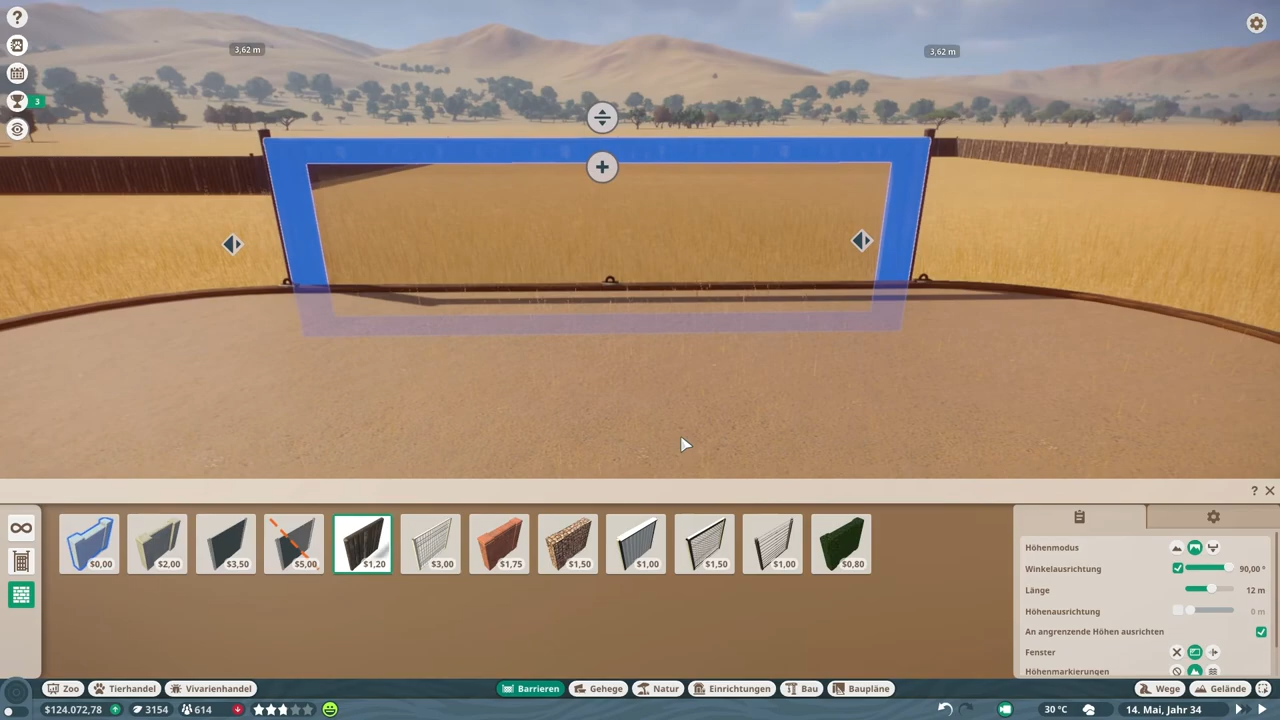 ?
3,62 m
3,62 m
3
?
$0,00
$2,00
$3,50
$5,00
$1,20
$3,00
$1,75
$1,50
$1,00
$1,50
$1,00
$0,80
Höhenmodus
Winkelausrichtung
90,00 °
Länge
12 m
Höhenausrichtung
0 m
An angrenzende Höhen ausrichten
Fenster
Höhenmarkierungen
Zoo
Tierhandel
Vivarienhandel
Barrieren
Gehege
Natur
Einrichtungen
Bau
Baupläne
Wege
Gelände
$124.072,78
3154
614
30 °C
14. Mai, Jahr 34